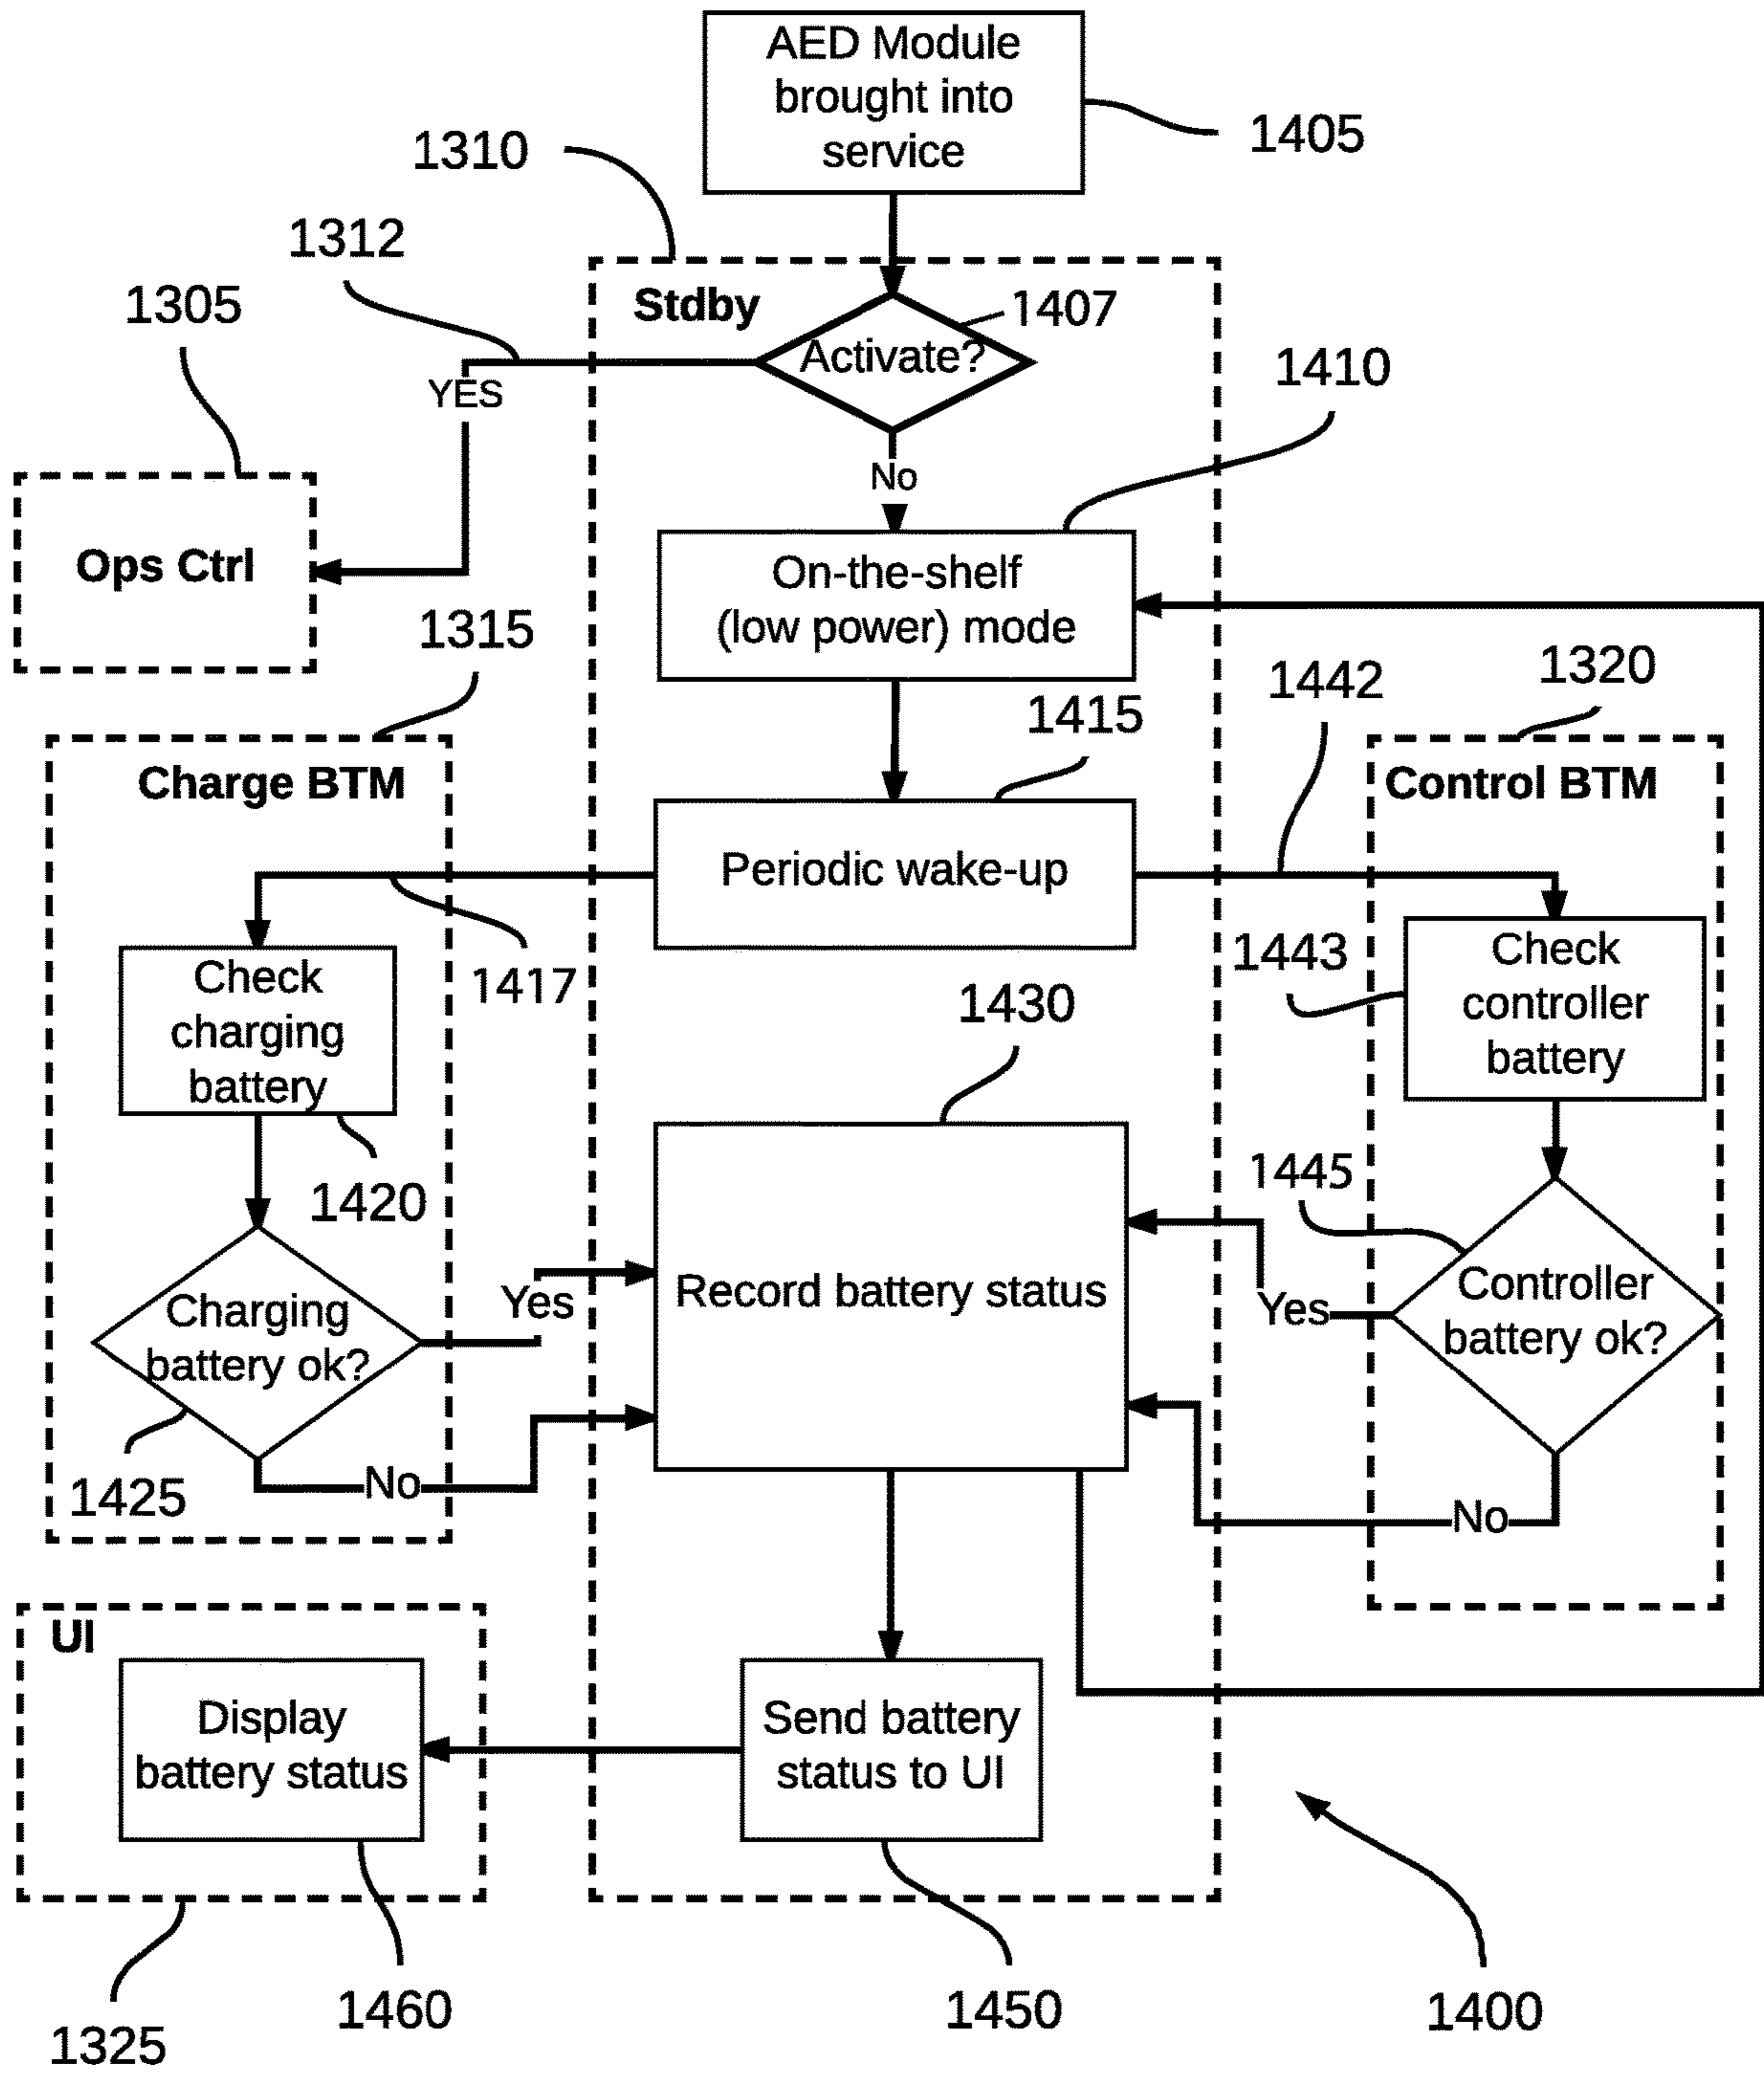 AED Module
brought into
service
1405
1310
1312
1305
Stdby
1407
Activate?
YES
1410
No
Ops Ctrl
On-the-shelf
(low power) mode
1315
1415
1442
1320
Charge BTM
Control BTM
Periodic wake-up
Check
charging
battery
1417
1443
Check
controller
battery
1430
1420
1445
Charging
battery ok?
Yes
Record battery status
Yes
Controller
battery ok?
1425
No
No
UI
Display
battery status
Send battery
status to UI
1460
1450
1400
1325